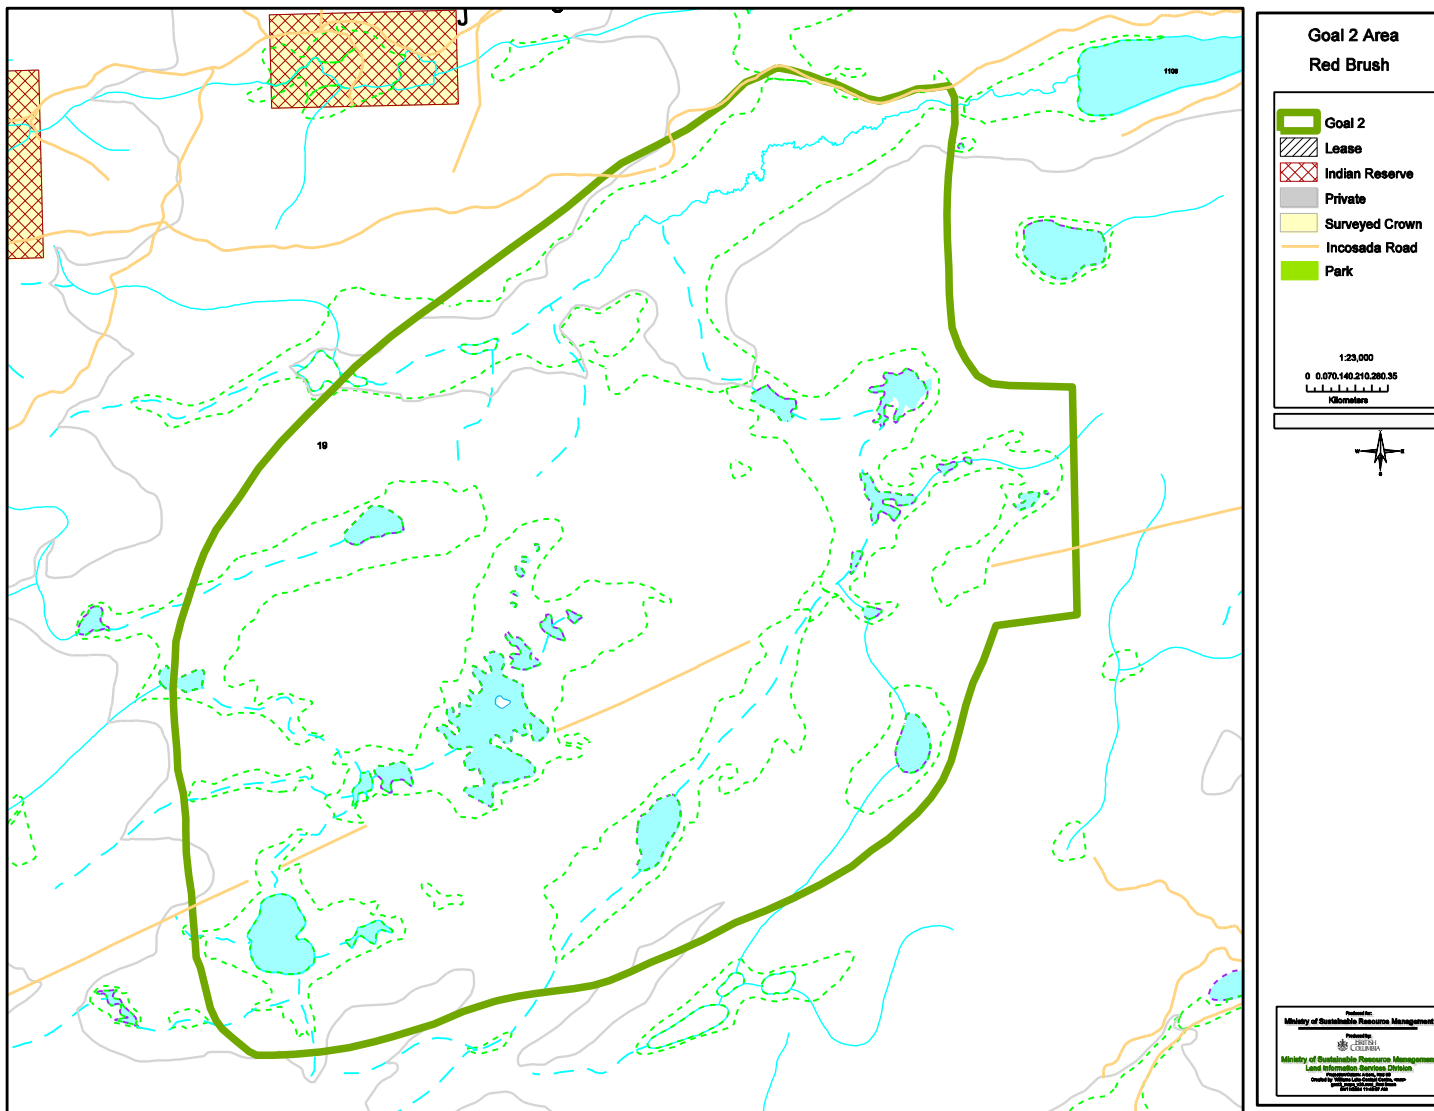 Goal 2 Area
Red Brush
Goal 2
Lease
Indian Reserve
Private
Surveyed Crown
Incosada Road
Park
1:23,000
0 0.070.140.210.280.35
Kilometers
1108
19
Produced for:
Ministry of Sustainable Resource Management
Produced by:
BRITISH
COLUMBIA
Ministry of Sustainable Resource Management
Land Information Services Division